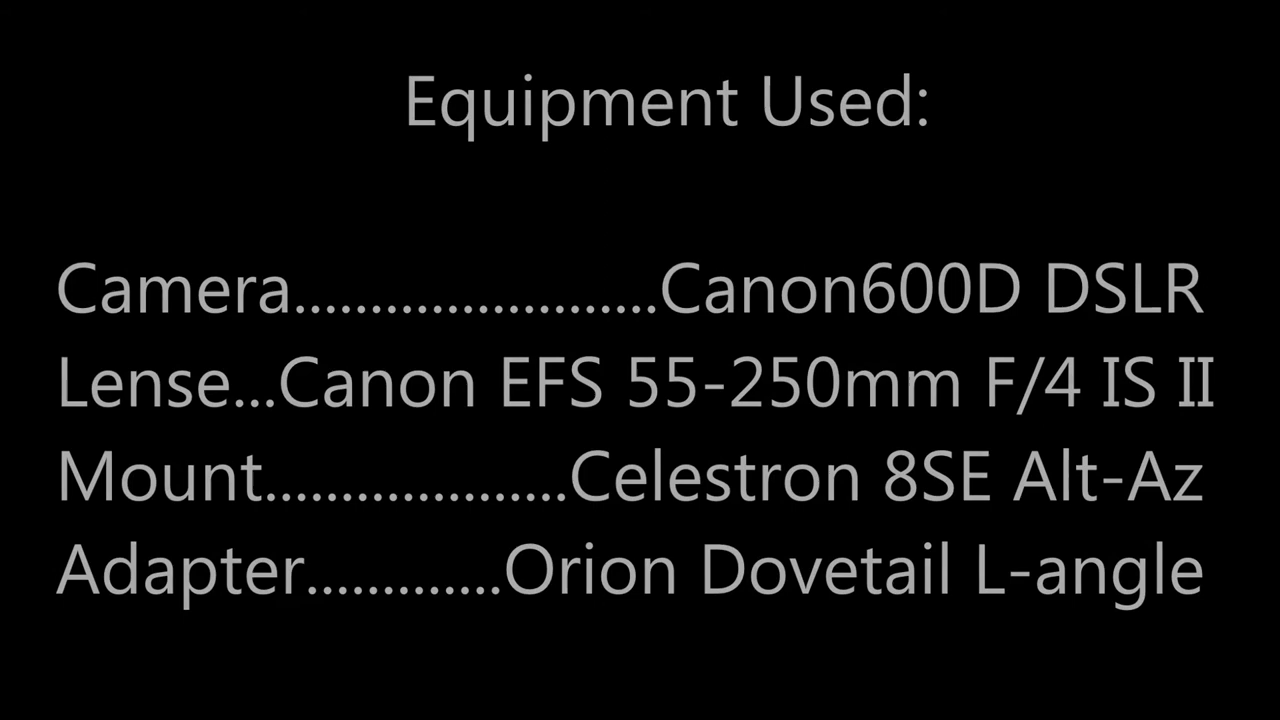 Equipment Used:
Camera........................Canon600D DSLR
Lense...Canon EFS 55-250mm F/4 IS II
Mount....................Celestron 8SE Alt-Az
Adapter.............Orion Dovetail L-angle